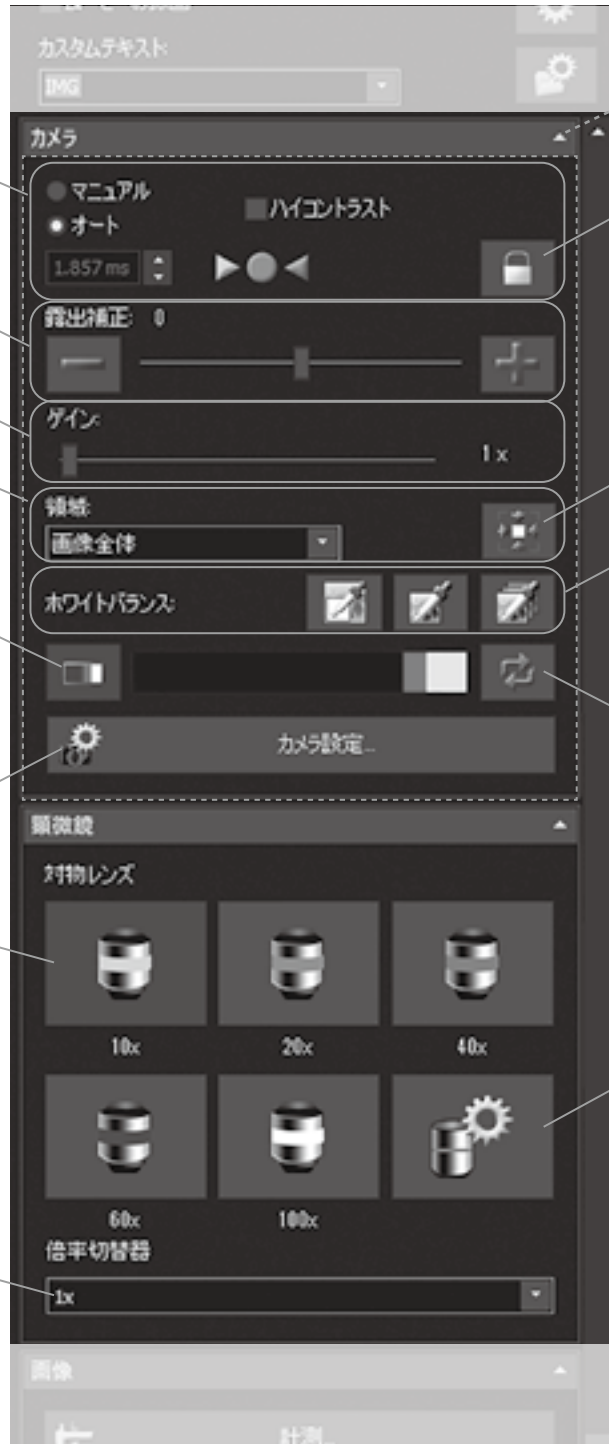 カスタムテキスト:
IMG
カメラ
マニュアル
ハイコントラスト
オート
1.857 ms
露出補正: 0
ゲイン:
1 x
領域:
画像全体
ホワイトバランス:
カメラ設定...
顕微鏡
対物レンズ
10x 20x 40x
60x 100x
倍率切替器
1x
画像
計測...